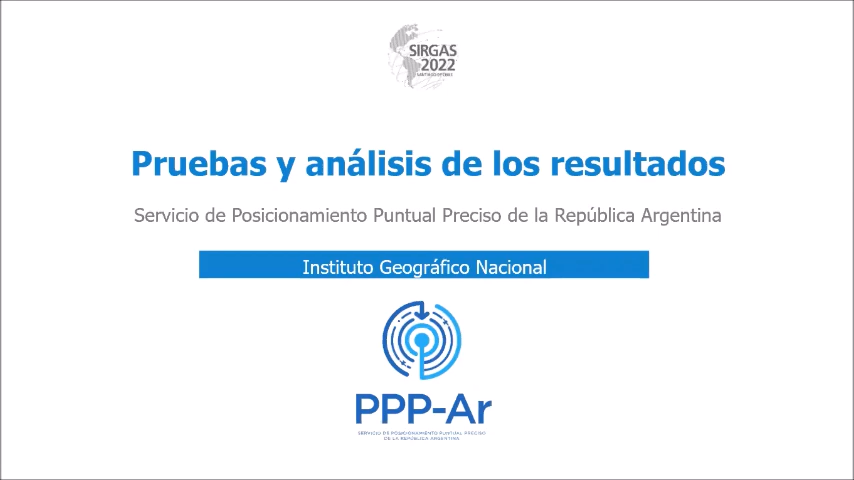 SIRGAS
2022
Pruebas y análisis de los resultados
Servicio de Posicionamiento Puntual Preciso de la República Argentina
Instituto Geográfico Nacional
PPP-Ar
SERVICIO DE POSICIONAMIENTO PUNTUAL PRECISO
DE LA REPÚBLICA ARGENTINA